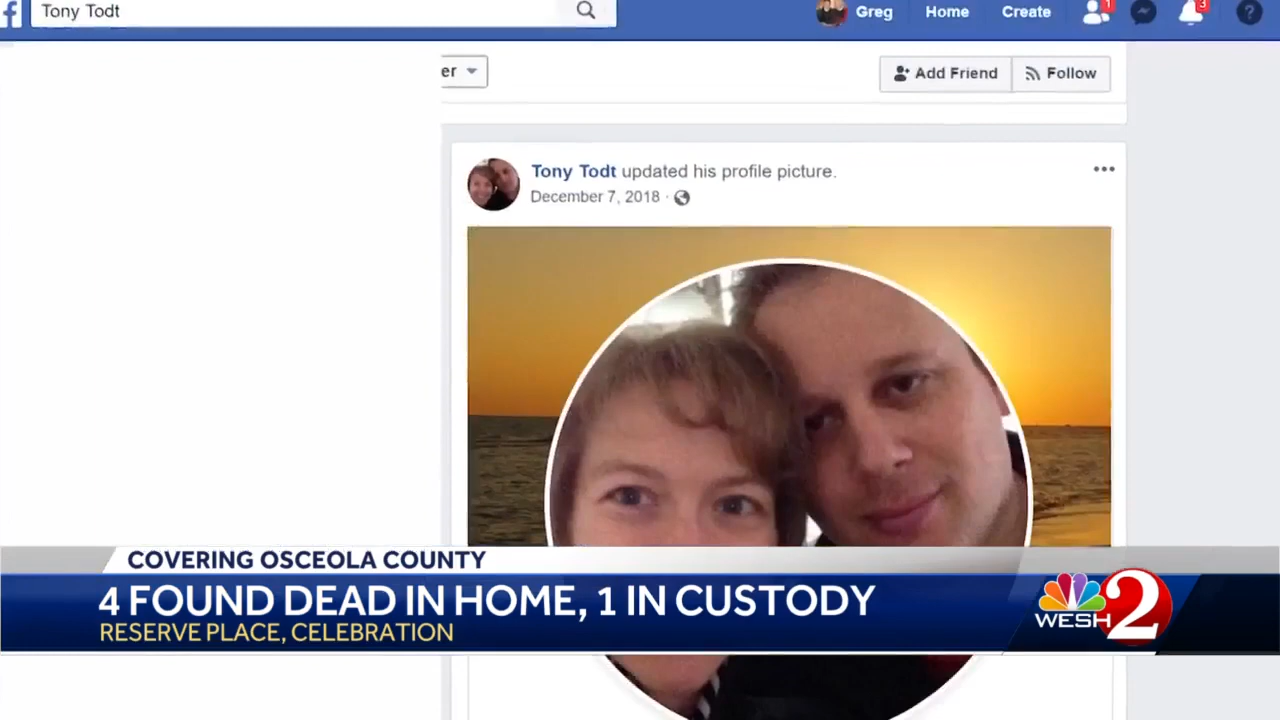 Tony Todt
Greg
Home
Create
1
3
?
er
Add Friend
Follow
Tony Todt updated his profile picture.
December 7, 2018
COVERING OSCEOLA COUNTY
4 FOUND DEAD IN HOME, 1 IN CUSTODY
RESERVE PLACE, CELEBRATION
WESH 2